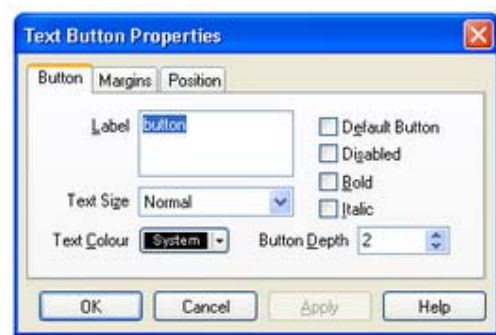 Text Button Properties
Button Margins Position
Label button
Default Button
Disabled
Bold
Italic
Text Size Normal
Text Colour System Button Depth 2
OK Cancel Apply Help